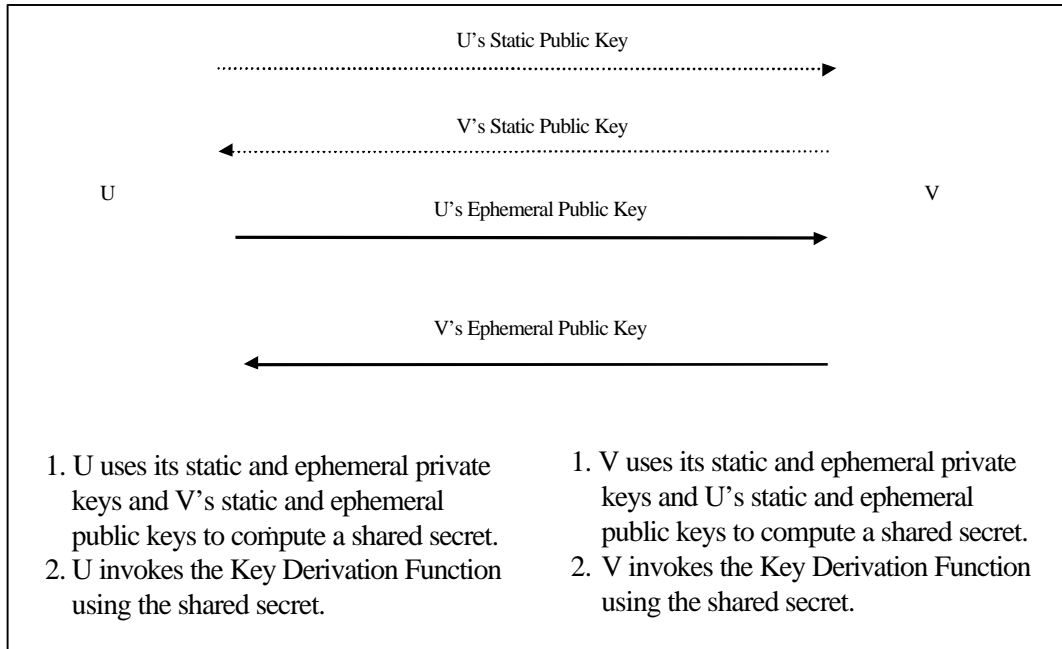 U’s Static Public Key
V’s Static Public Key
U
V
U’s Ephemeral Public Key
V’s Ephemeral Public Key
1. U uses its static and ephemeral private
keys and V’s static and ephemeral
public keys to compute a shared secret.
2. U invokes the Key Derivation Function
using the shared secret.
1. V uses its static and ephemeral private
keys and U’s static and ephemeral
public keys to compute a shared secret.
2. V invokes the Key Derivation Function
using the shared secret.